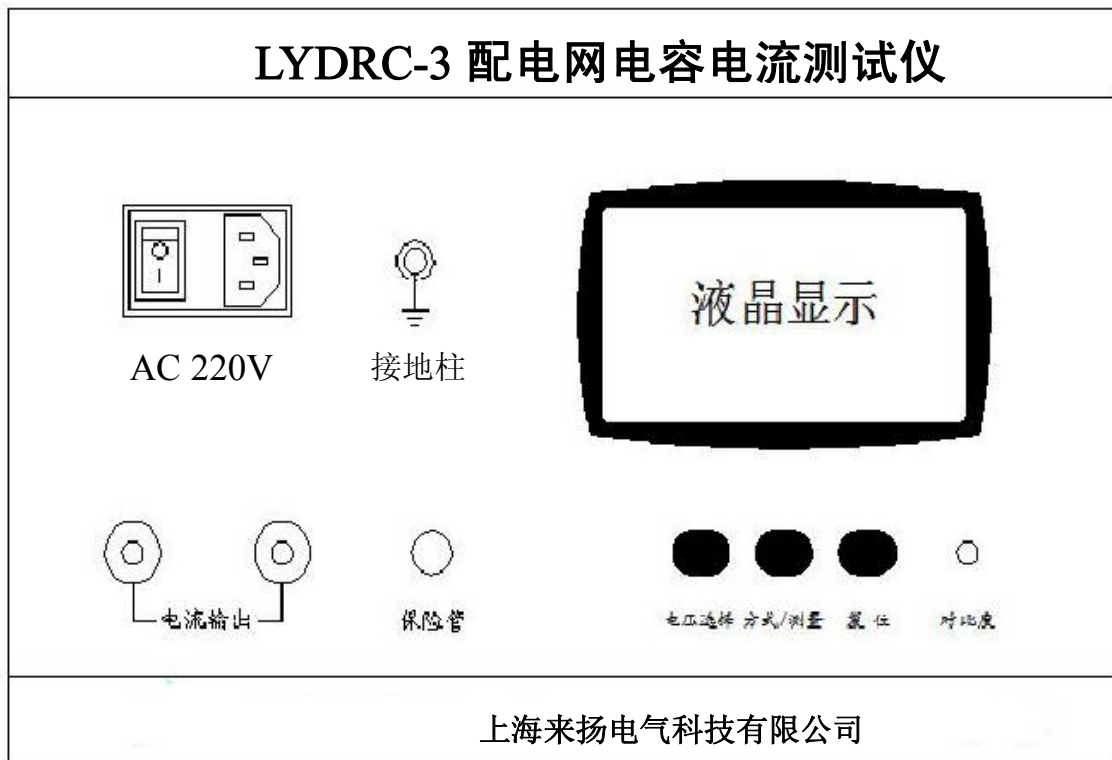 LYDRC-3 配电网电容电流测试仪
液晶显示
AC 220V
接地柱
电流输出
保险管
电压选择 方式/测量 复位 对比度
上海来扬电气科技有限公司